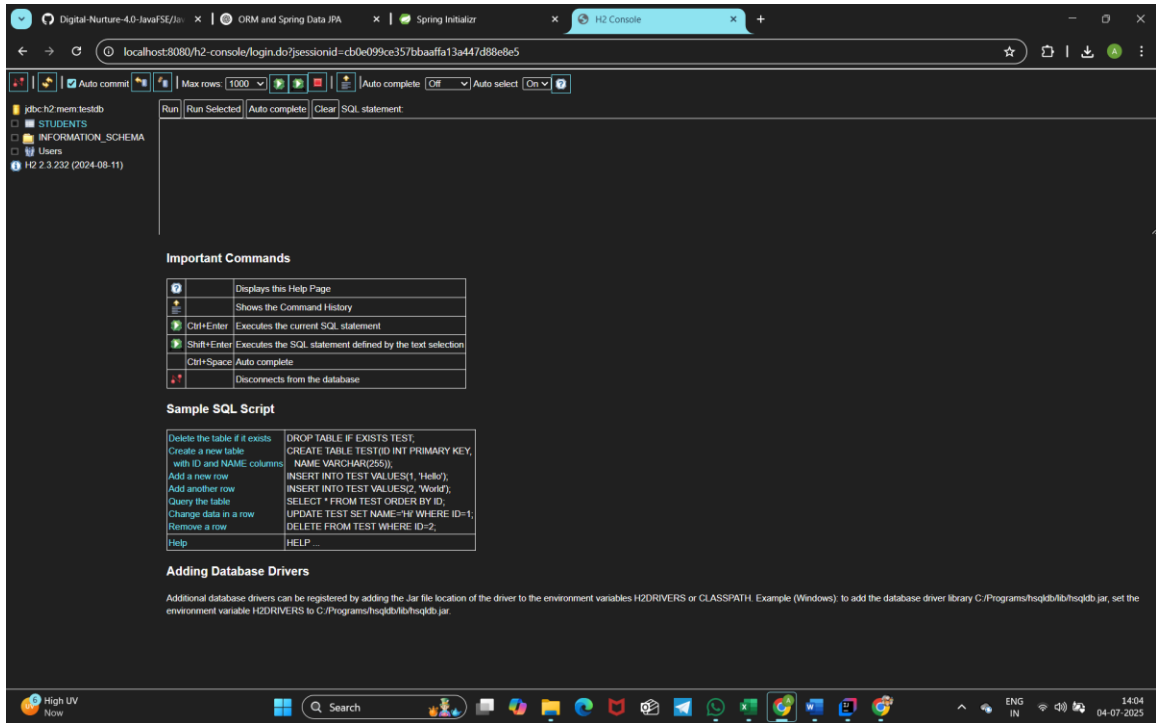 Digital-Nurture-4.0-JavaFSE/Jav
ORM and Spring Data JPA
Spring Initializr
H2 Console
localhost:8080/h2-console/login.do?jsessionid=cb0e099ce357bbaaffa13a447d88e8e5
A
Auto commit
Max rows: 1000
Auto complete Off
Auto select On
jdbc:h2:mem:testdb
STUDENTS
INFORMATION_SCHEMA
Users
H2 2.3.232 (2024-08-11)
Run Run Selected Auto complete Clear SQL statement:
Important Commands
Displays this Help Page
Shows the Command History
Ctrl+Enter Executes the current SQL statement
Shift+Enter Executes the SQL statement defined by the text selection
Ctrl+Space Auto complete
Disconnects from the database
Sample SQL Script
Delete the table if it exists DROP TABLE IF EXISTS TEST;
Create a new table CREATE TABLE TEST(ID INT PRIMARY KEY,
with ID and NAME columns NAME VARCHAR(255));
Add a new row INSERT INTO TEST VALUES(1, 'Hello');
Add another row INSERT INTO TEST VALUES(2, 'World');
Query the table SELECT * FROM TEST ORDER BY ID;
Change data in a row UPDATE TEST SET NAME='Hi' WHERE ID=1;
Remove a row DELETE FROM TEST WHERE ID=2;
Help HELP ...
Adding Database Drivers
Additional database drivers can be registered by adding the Jar file location of the driver to the environment variables H2DRIVERS or CLASSPATH. Example (Windows): to add the database driver library C:/Programs/hsqldb/lib/hsqldb.jar, set the
environment variable H2DRIVERS to C:/Programs/hsqldb/lib/hsqldb.jar.
High UV
Now
Search
ENG
IN
14:04
04-07-2025